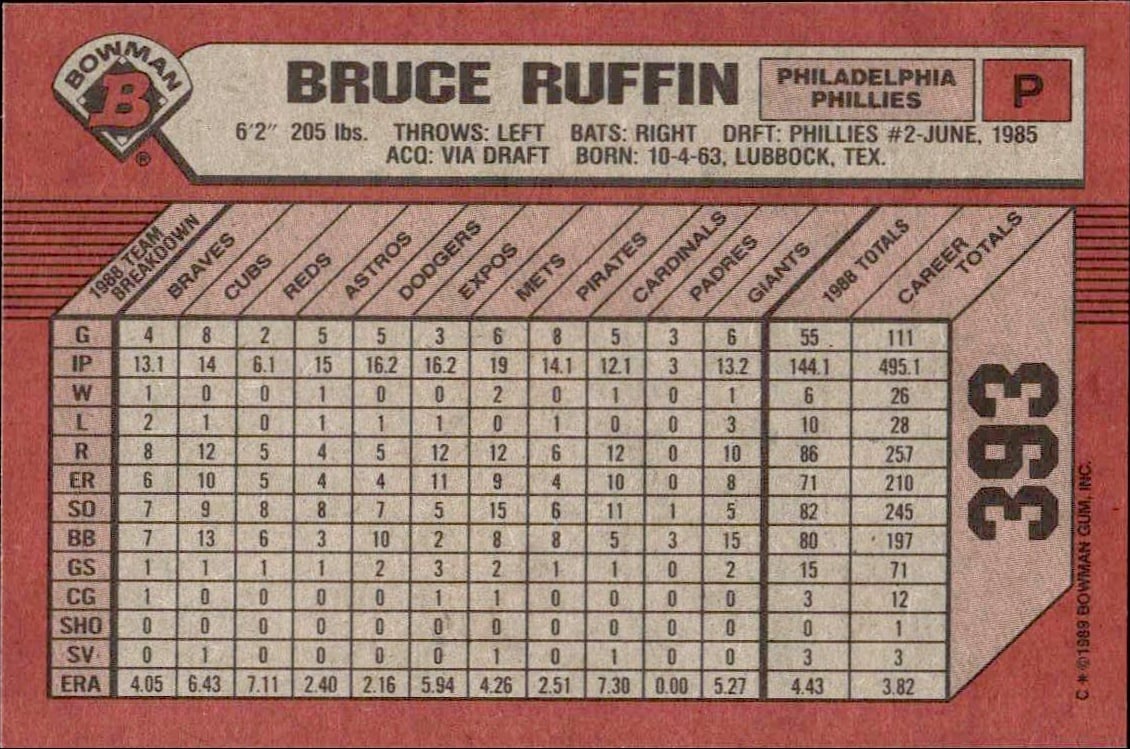 BOWMAN
B
®
BRUCE RUFFIN
PHILADELPHIA
PHILLIES
P
6'2" 205 lbs. THROWS: LEFT BATS: RIGHT DRFT: PHILLIES #2-JUNE, 1985
ACQ: VIA DRAFT BORN: 10-4-63, LUBBOCK, TEX.
1988 TEAM BREAKDOWN BRAVES CUBS REDS ASTROS DODGERS EXPOS METS PIRATES CARDINALS PADRES GIANTS 1988 TOTALS CAREER TOTALS
G 4 8 2 5 5 3 6 8 5 3 6 55 111
IP 13.1 14 6.1 15 16.2 16.2 19 14.1 12.1 3 13.2 144.1 495.1
W 1 0 0 1 0 0 2 0 1 0 1 6 26
L 2 1 0 1 1 1 0 1 0 0 3 10 28
R 8 12 5 4 5 12 12 6 12 0 10 86 257
ER 6 10 5 4 4 11 9 4 10 0 8 71 210
SO 7 9 8 8 7 5 15 6 11 1 5 82 245
BB 7 13 6 3 10 2 8 8 5 3 15 80 197
GS 1 1 1 1 2 3 2 1 1 0 2 15 71
CG 1 0 0 0 0 1 1 0 0 0 0 3 12
SHO 0 0 0 0 0 0 0 0 0 0 0 0 1
SV 0 1 0 0 0 0 1 0 1 0 0 3 3
ERA 4.05 6.43 7.11 2.40 2.16 5.94 4.26 2.51 7.30 0.00 5.27 4.43 3.82
393
C * ©1989 BOWMAN GUM, INC.